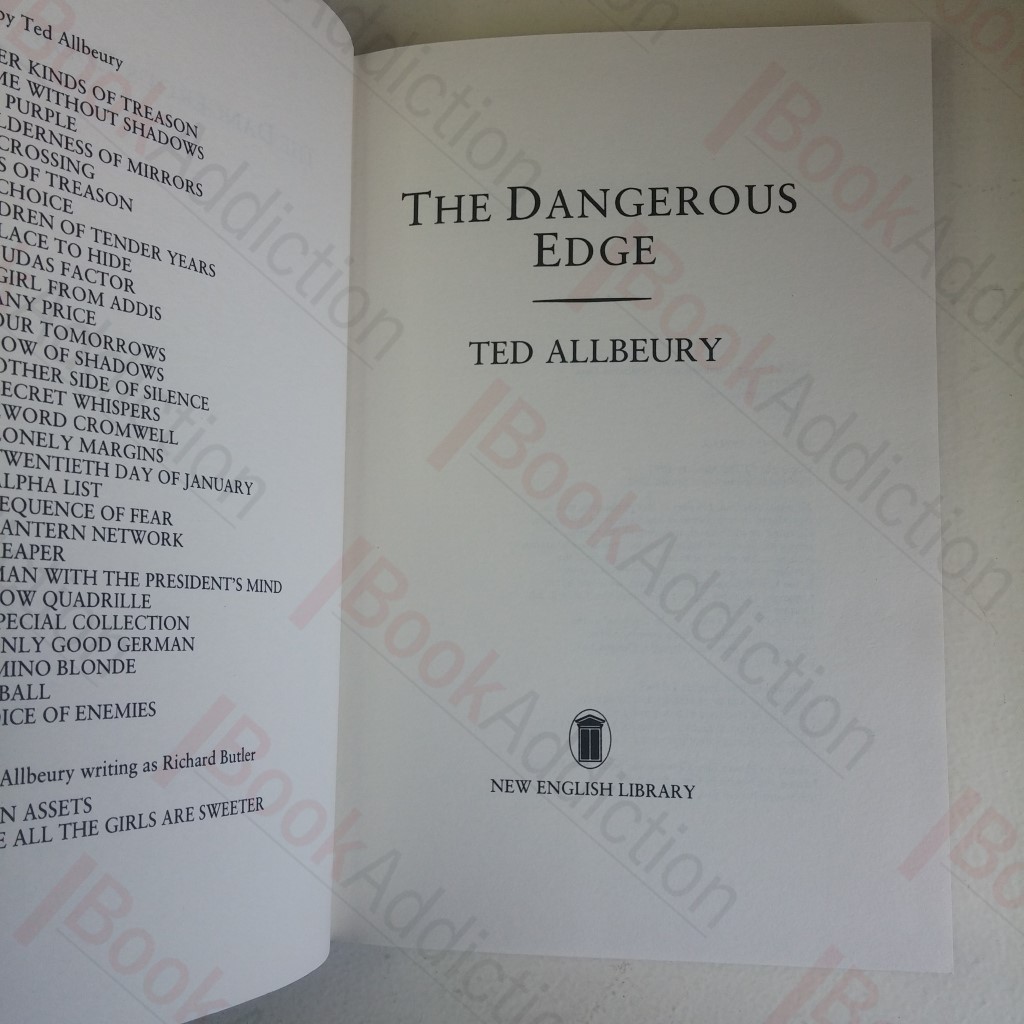 by Ted Allbeury
ER KINDS OF TREASON
ME WITHOUT SHADOWS
PURPLE
LDERNESS OF MIRRORS
CROSSING
S OF TREASON
CHOICE
DREN OF TENDER YEARS
LACE TO HIDE
UDAS FACTOR
GIRL FROM ADDIS
ANY PRICE
OUR TOMORROWS
OW OF SHADOWS
OTHER SIDE OF SILENCE
ECRET WHISPERS
WORD CROMWELL
LONELY MARGINS
TWENTIETH DAY OF JANUARY
ALPHA LIST
EQUENCE OF FEAR
ANTERN NETWORK
EAPER
MAN WITH THE PRESIDENT'S MIND
OW QUADRILLE
PECIAL COLLECTION
NLY GOOD GERMAN
MINO BLONDE
BALL
ICE OF ENEMIES
Allbeury writing as Richard Butler
N ASSETS
E ALL THE GIRLS ARE SWEETER
THE DANGEROUS
EDGE
TED ALLBEURY
NEW ENGLISH LIBRARY
BookAddiction